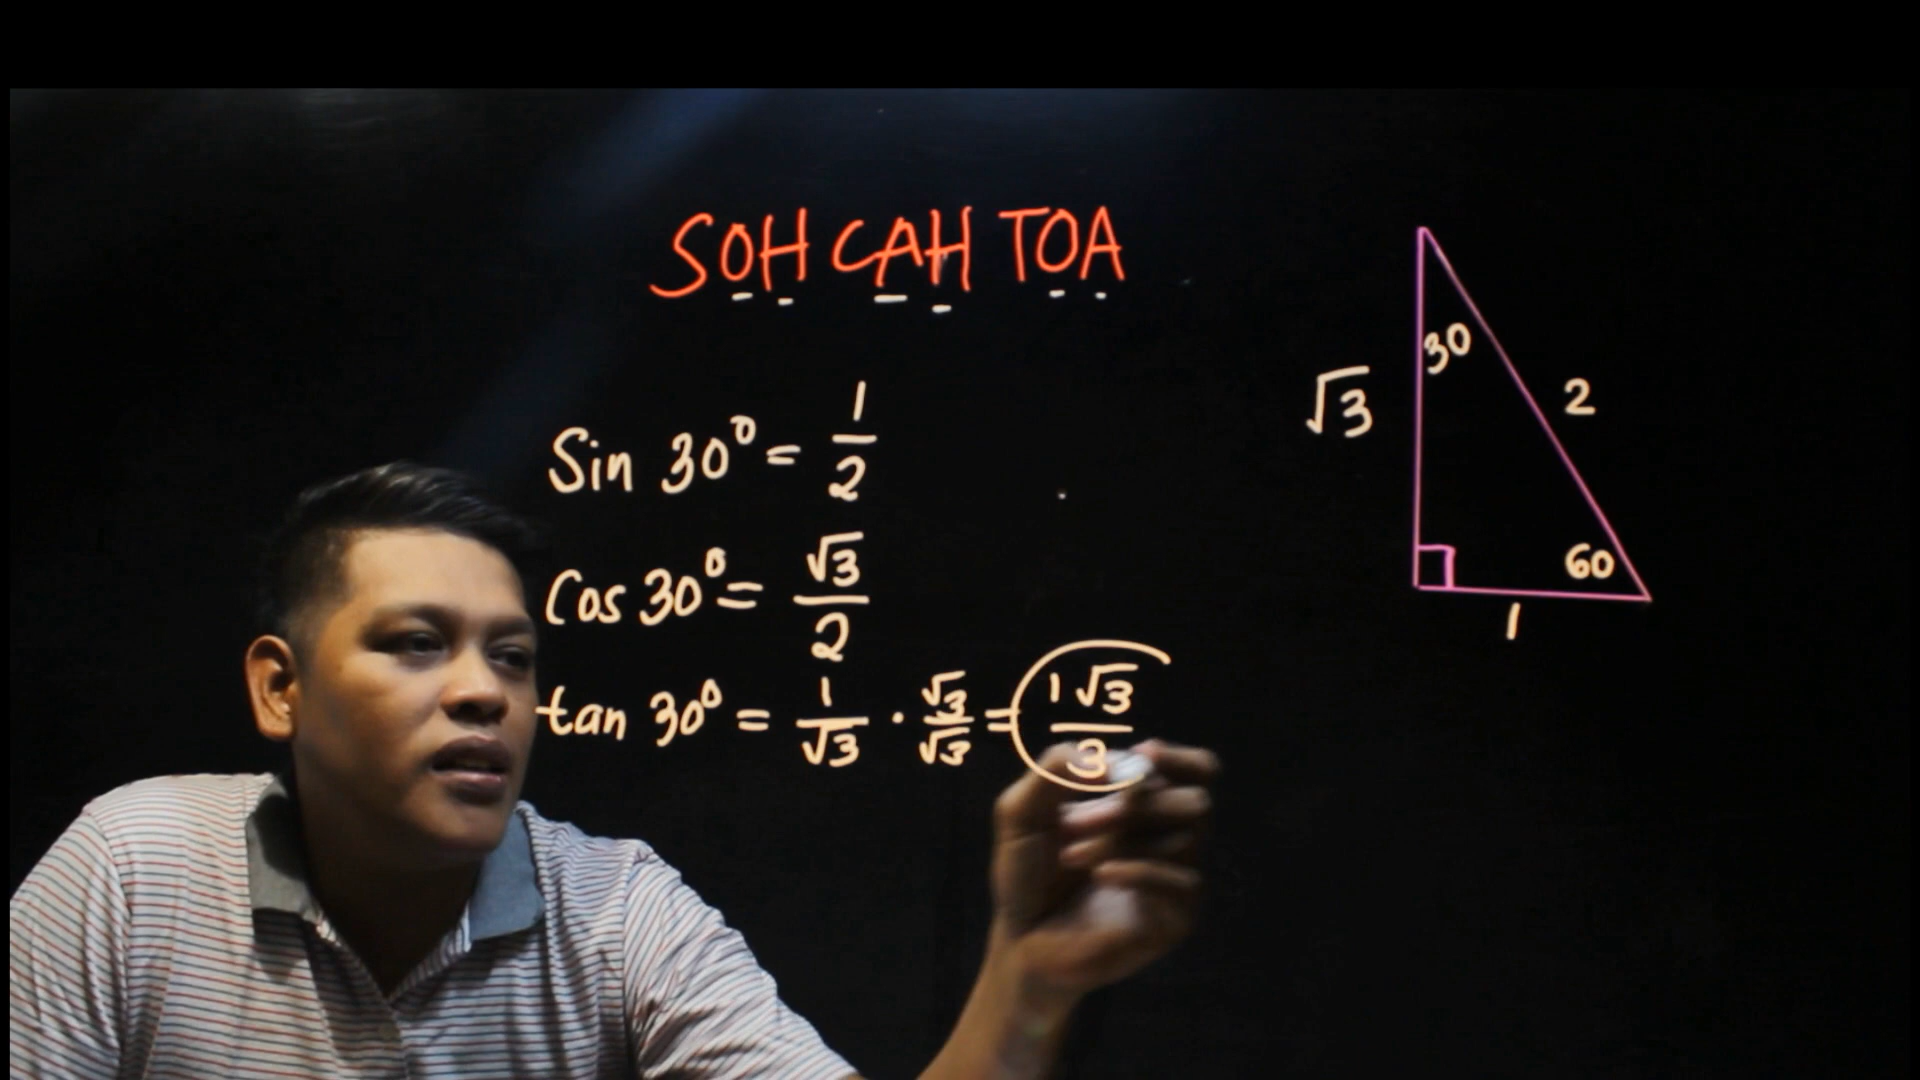 SOH CAH TOA
Sin 30° = 1/2
Cos 30° = √3/2
tan 30° = 1/√3 · √3/√3 = 1√3/3
30
√3
2
60
1